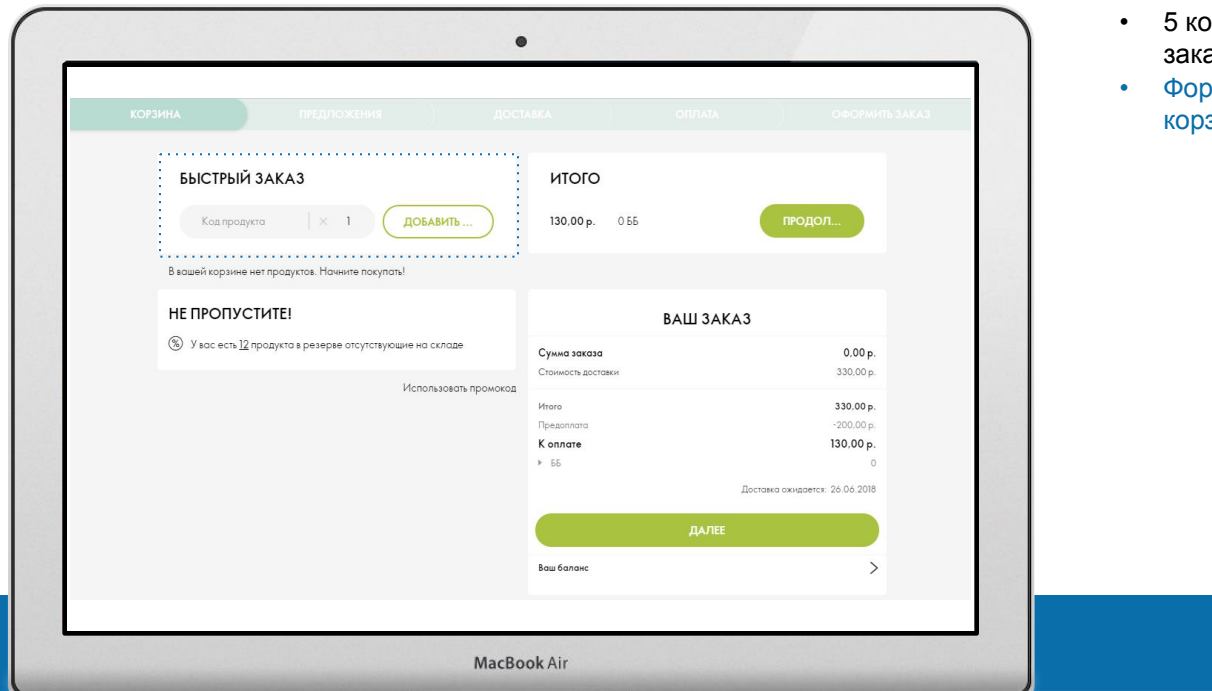 КОРЗИНА
ПРЕДЛОЖЕНИЯ
ДОСТАВКА
ОПЛАТА
ОФОРМИТЬ ЗАКАЗ
БЫСТРЫЙ ЗАКАЗ
Код продукта × 1 ДОБАВИТЬ ...
В вашей корзине нет продуктов. Начните покупать!
ИТОГО
130,00 р. 0 ББ ПРОДОЛ...
НЕ ПРОПУСТИТЕ!
У вас есть 12 продукта в резерве отсутствующие на складе
Использовать промокод
ВАШ ЗАКАЗ
Сумма заказа 0,00 р.
Стоимость доставки 330,00 р.
Итого 330,00 р.
Предоплата -200,00 р.
К оплате 130,00 р.
ББ 0
Доставка ожидается: 26.06.2018
ДАЛЕЕ
Ваш баланс
MacBook Air
• 5 ко
зака
• Фор
корз